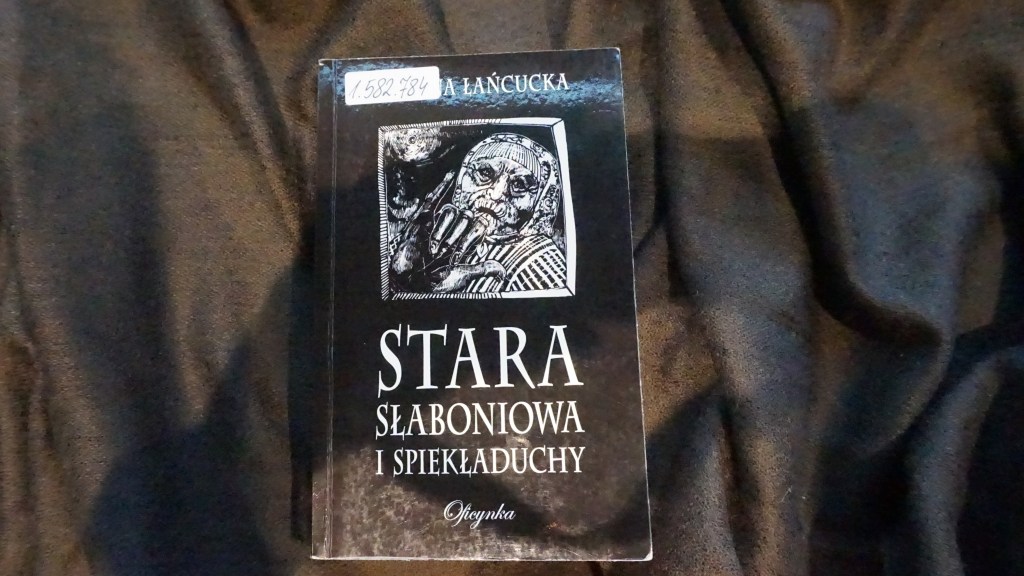 1.582.784
A ŁAŃCUCKA
STARA
SŁABONIOWA
I SPIEKŁADUCHY
Oficynka